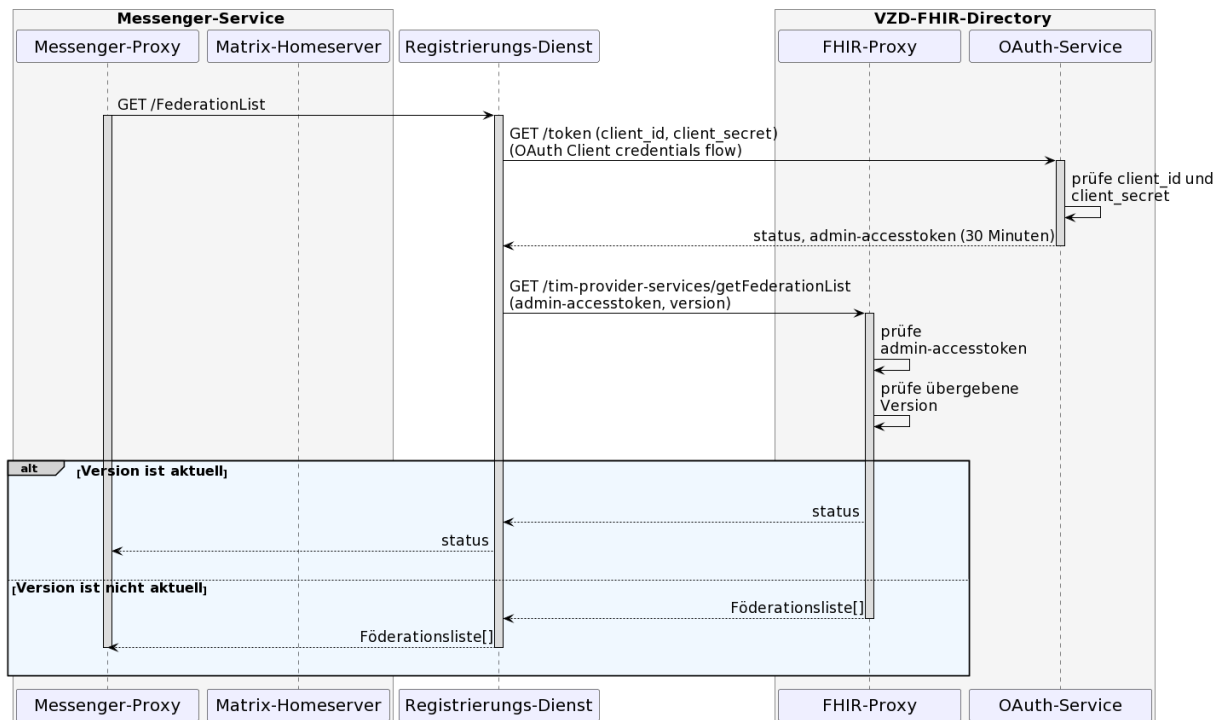 Messenger-Service
VZD-FHIR-Directory
Messenger-Proxy
Matrix-Homeserver
Registrierungs-Dienst
FHIR-Proxy
OAuth-Service
GET /FederationList
GET /token (client_id, client_secret)
(OAuth Client credentials flow)
prüfe client_id und
client_secret
status, admin-accesstoken (30 Minuten)
GET /tim-provider-services/getFederationList
(admin-accesstoken, version)
prüfe
admin-accesstoken
prüfe übergebene
Version
alt
[Version ist aktuell]
status
status
[Version ist nicht aktuell]
Föderationsliste[]
Föderationsliste[]
Messenger-Proxy
Matrix-Homeserver
Registrierungs-Dienst
FHIR-Proxy
OAuth-Service